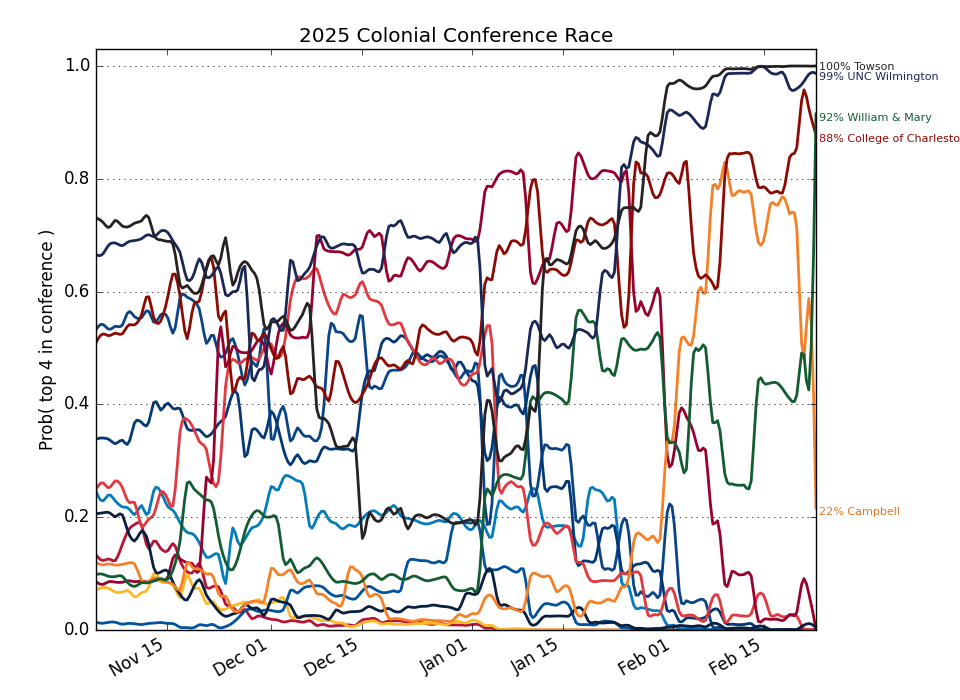 2025 Colonial Conference Race
Prob( top 4 in conference )
1.0
0.8
0.6
0.4
0.2
0.0
Nov 15
Dec 01
Dec 15
Jan 01
Jan 15
Feb 01
Feb 15
100% Towson
99% UNC Wilmington
92% William & Mary
88% College of Charlesto
22% Campbell